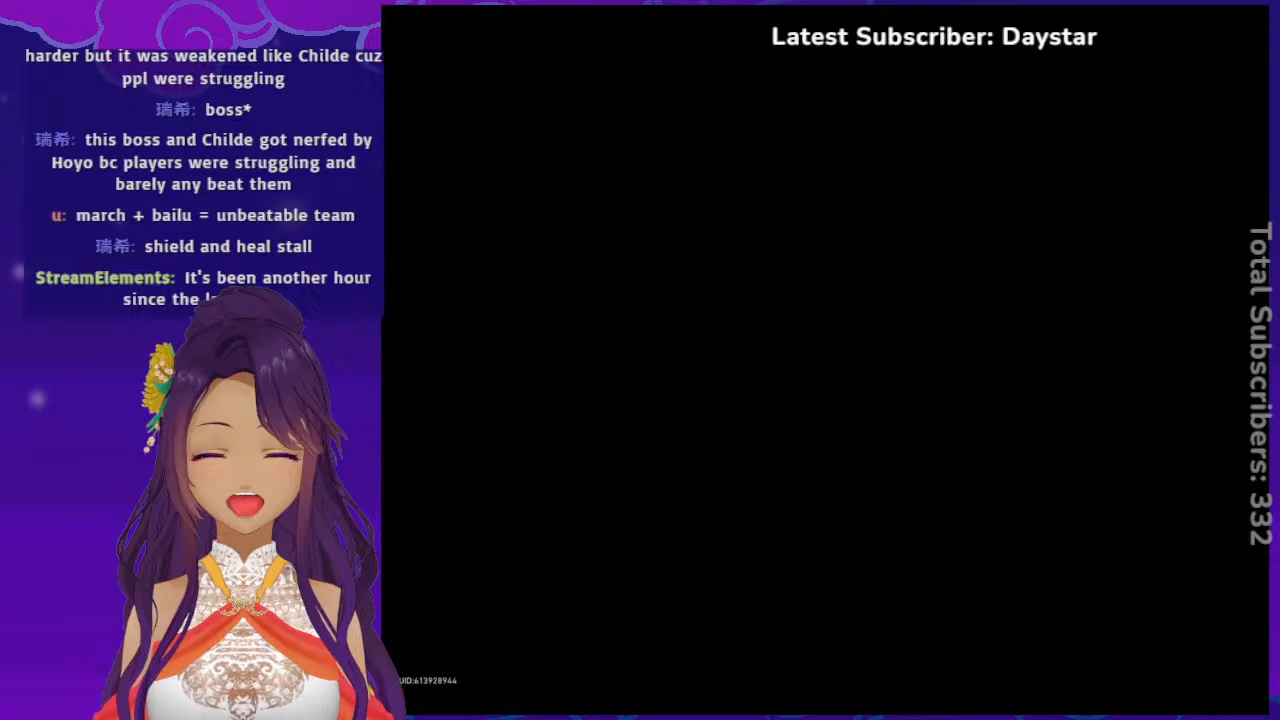 harder but it was weakened like Childe cuz
ppl were struggling
瑞希: boss*
瑞希: this boss and Childe got nerfed by
Hoyo bc players were struggling and
barely any beat them
u: march + bailu = unbeatable team
瑞希: shield and heal stall
StreamElements: It's been another hour
since the
Latest Subscriber: Daystar
Total Subscribers: 332
UID:613928944